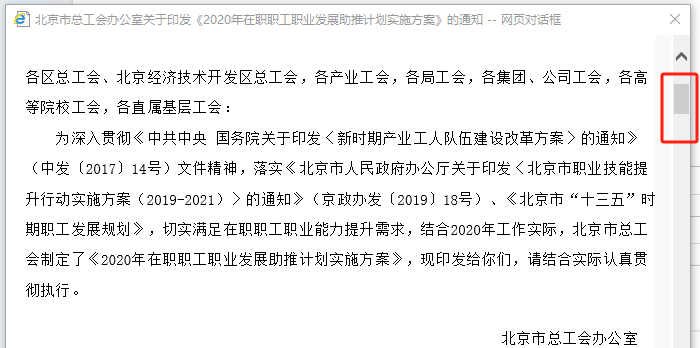 北京市总工会办公室关于印发《2020年在职职工职业发展助推计划实施方案》的通知 -- 网页对话框
各区总工会、北京经济技术开发区总工会，各产业工会，各局工会，各集团、公司工会，各高
等院校工会，各直属基层工会：
为深入贯彻《中共中央 国务院关于印发〈新时期产业工人队伍建设改革方案〉的通知》
（中发〔2017〕14号）文件精神，落实《北京市人民政府办公厅关于印发〈北京市职业技能提
升行动实施方案（2019-2021）〉的通知》（京政办发〔2019〕18号）、《北京市“十三五”时
期职工发展规划》，切实满足在职职工职业能力提升需求，结合2020年工作实际，北京市总工
会制定了《2020年在职职工职业发展助推计划实施方案》，现印发给你们，请结合实际认真贯
彻执行。
北京市总工会办公室